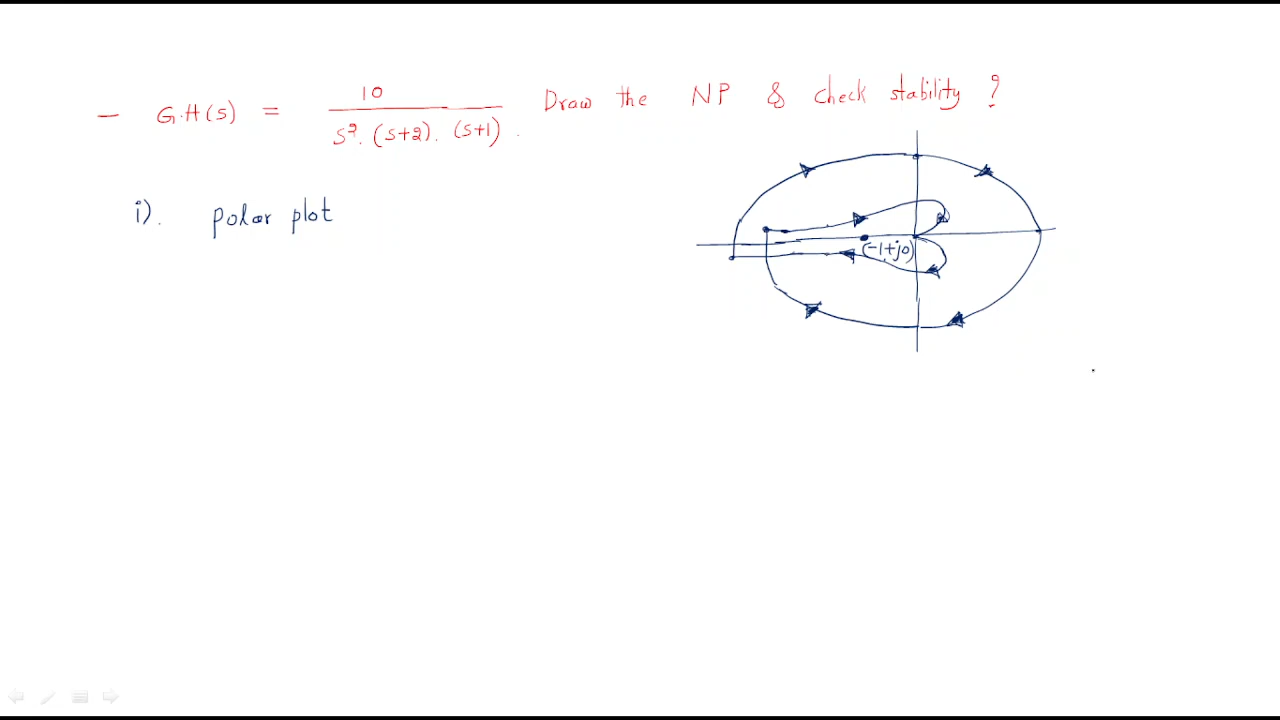 - G.H(s) = 10 / s². (s+2). (s+1). Draw the NP & check stability ?
i). polar plot
(-1+j0)